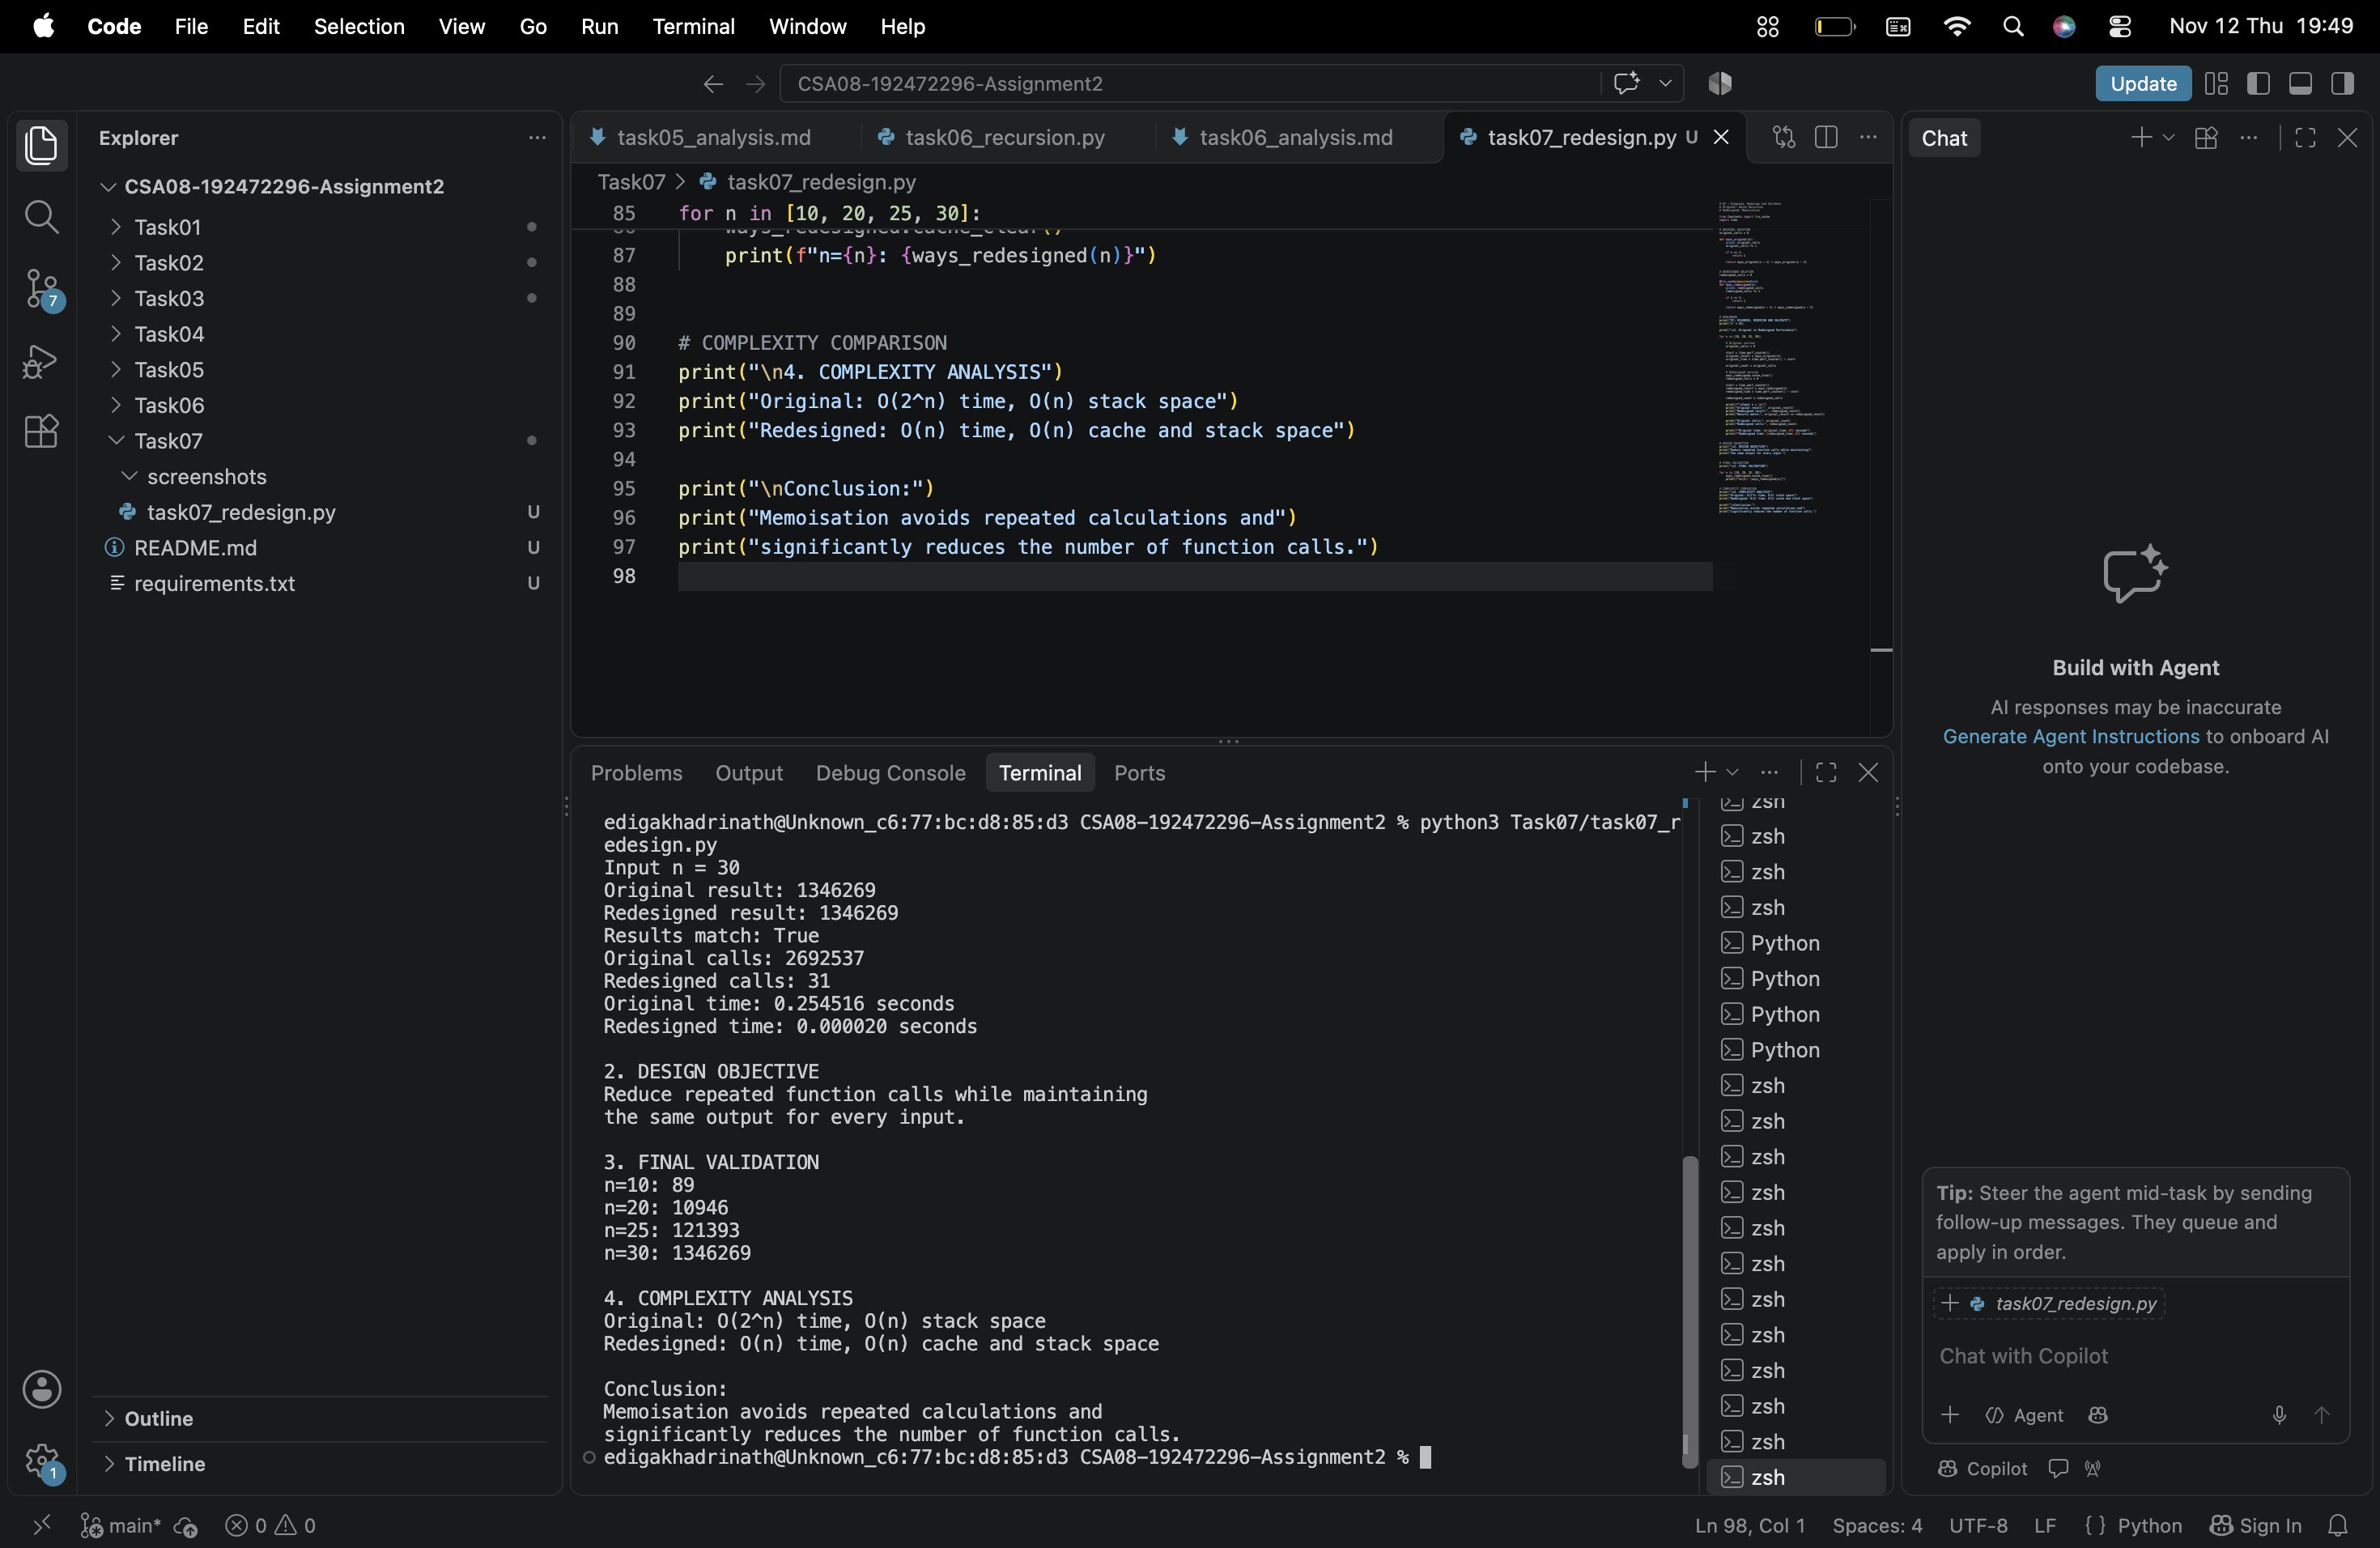 Code File Edit Selection View Go Run Terminal Window Help
Nov 12 Thu 19:49
CSA08-192472296-Assignment2
Update
Explorer
CSA08-192472296-Assignment2
Task01
Task02
Task03
Task04
Task05
Task06
Task07
screenshots
task07_redesign.py U
README.md U
requirements.txt U
7
Outline
Timeline
1
task05_analysis.md task06_recursion.py task06_analysis.md task07_redesign.py U
Task07 > task07_redesign.py
85 for n in [10, 20, 25, 30]:
87 print(f"n={n}: {ways_redesigned(n)}")
88
89
90 # COMPLEXITY COMPARISON
91 print("\n4. COMPLEXITY ANALYSIS")
92 print("Original: O(2^n) time, O(n) stack space")
93 print("Redesigned: O(n) time, O(n) cache and stack space")
94
95 print("\nConclusion:")
96 print("Memoisation avoids repeated calculations and")
97 print("significantly reduces the number of function calls.")
98
Problems Output Debug Console Terminal Ports
edigakhadrinath@Unknown_c6:77:bc:d8:85:d3 CSA08-192472296-Assignment2 % python3 Task07/task07_r
edesign.py
Input n = 30
Original result: 1346269
Redesigned result: 1346269
Results match: True
Original calls: 2692537
Redesigned calls: 31
Original time: 0.254516 seconds
Redesigned time: 0.000020 seconds
2. DESIGN OBJECTIVE
Reduce repeated function calls while maintaining
the same output for every input.
3. FINAL VALIDATION
n=10: 89
n=20: 10946
n=25: 121393
n=30: 1346269
4. COMPLEXITY ANALYSIS
Original: O(2^n) time, O(n) stack space
Redesigned: O(n) time, O(n) cache and stack space
Conclusion:
Memoisation avoids repeated calculations and
significantly reduces the number of function calls.
edigakhadrinath@Unknown_c6:77:bc:d8:85:d3 CSA08-192472296-Assignment2 %
zsh
zsh
zsh
zsh
Python
Python
Python
Python
zsh
zsh
zsh
zsh
zsh
zsh
zsh
zsh
zsh
zsh
zsh
zsh
Chat
Build with Agent
AI responses may be inaccurate
Generate Agent Instructions to onboard AI
onto your codebase.
Tip: Steer the agent mid-task by sending
follow-up messages. They queue and
apply in order.
task07_redesign.py
Chat with Copilot
Agent
Copilot
main* 0 0
Ln 98, Col 1 Spaces: 4 UTF-8 LF {} Python Sign In